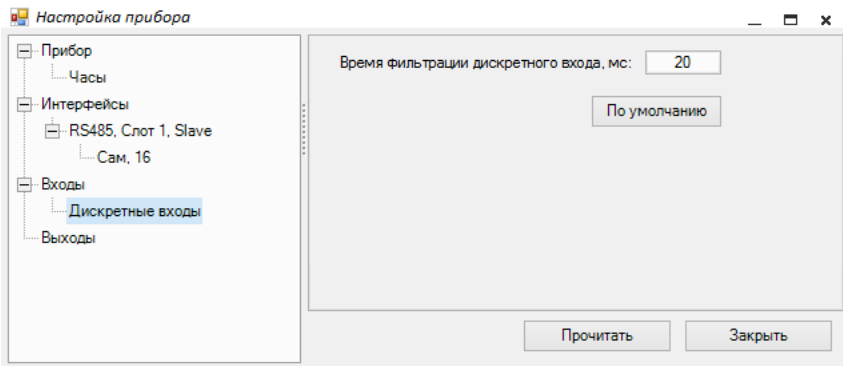 Настройка прибора
Прибор
Часы
Интерфейсы
RS485, Слот 1, Slave
Сам, 16
Входы
Дискретные входы
Выходы
Время фильтрации дискретного входа, мс: 20
По умолчанию
Прочитать Закрыть